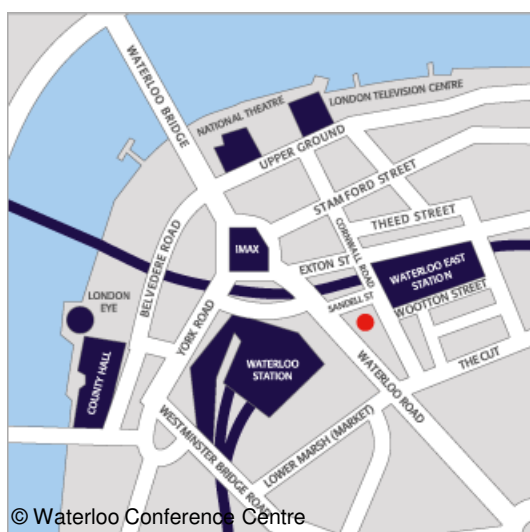 WATERLOO BRIDGE
NATIONAL THEATRE
LONDON TELEVISION CENTRE
UPPER GROUND
STAMFORD STREET
THEED STREET
CORNWALL ROAD
IMAX
EXTON ST
WATERLOO EAST
STATION
BELVEDERE ROAD
LONDON
EYE
SANDELL ST
WOOTTON STREET
YORK ROAD
COUNTY HALL
WATERLOO
STATION
WATERLOO ROAD
THE CUT
WESTMINSTER BRIDGE ROAD
LOWER MARSH (MARKET)
© Waterloo Conference Centre